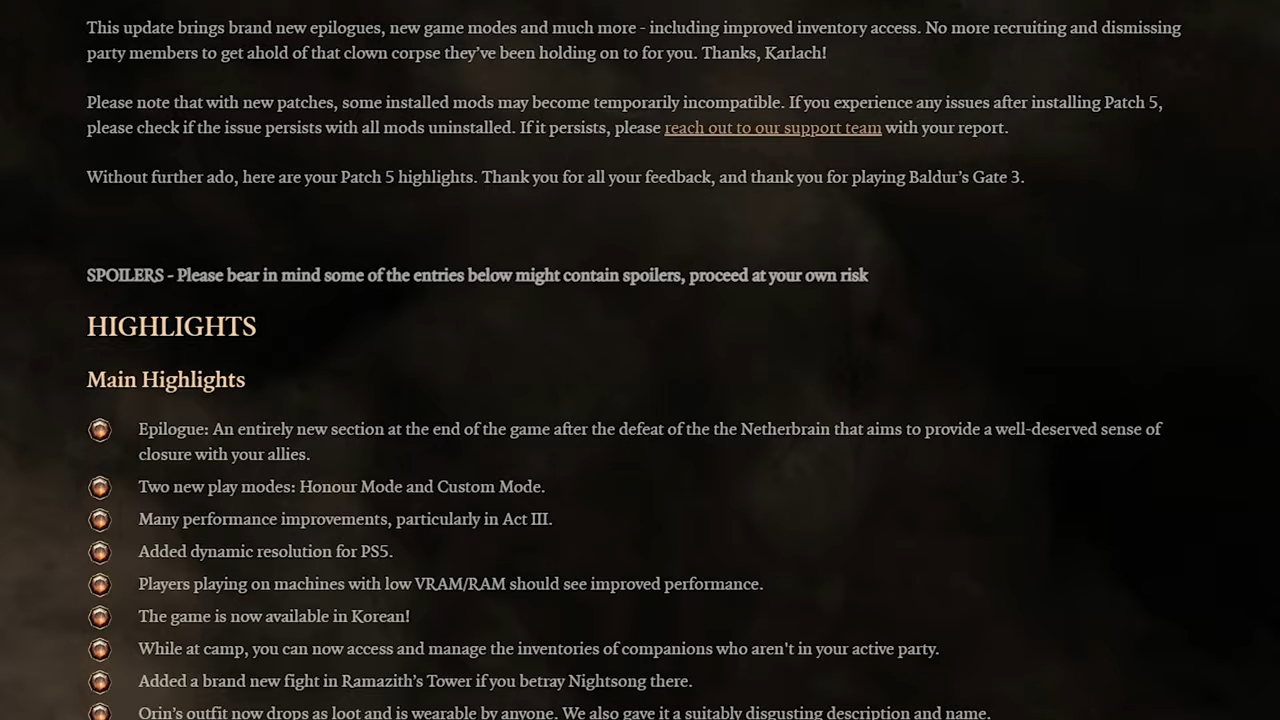 This update brings brand new epilogues, new game modes and much more - including improved inventory access. No more recruiting and dismissing
party members to get ahold of that clown corpse they've been holding on to for you. Thanks, Karlach!
Please note that with new patches, some installed mods may become temporarily incompatible. If you experience any issues after installing Patch 5,
please check if the issue persists with all mods uninstalled. If it persists, please reach out to our support team with your report.
Without further ado, here are your Patch 5 highlights. Thank you for all your feedback, and thank you for playing Baldur's Gate 3.
SPOILERS - Please bear in mind some of the entries below might contain spoilers, proceed at your own risk
HIGHLIGHTS
Main Highlights
Epilogue: An entirely new section at the end of the game after the defeat of the the Netherbrain that aims to provide a well-deserved sense of
closure with your allies.
Two new play modes: Honour Mode and Custom Mode.
Many performance improvements, particularly in Act III.
Added dynamic resolution for PS5.
Players playing on machines with low VRAM/RAM should see improved performance.
The game is now available in Korean!
While at camp, you can now access and manage the inventories of companions who aren't in your active party.
Added a brand new fight in Ramazith's Tower if you betray Nightsong there.
Orin's outfit now drops as loot and is wearable by anyone. We also gave it a suitably disgusting description and name.